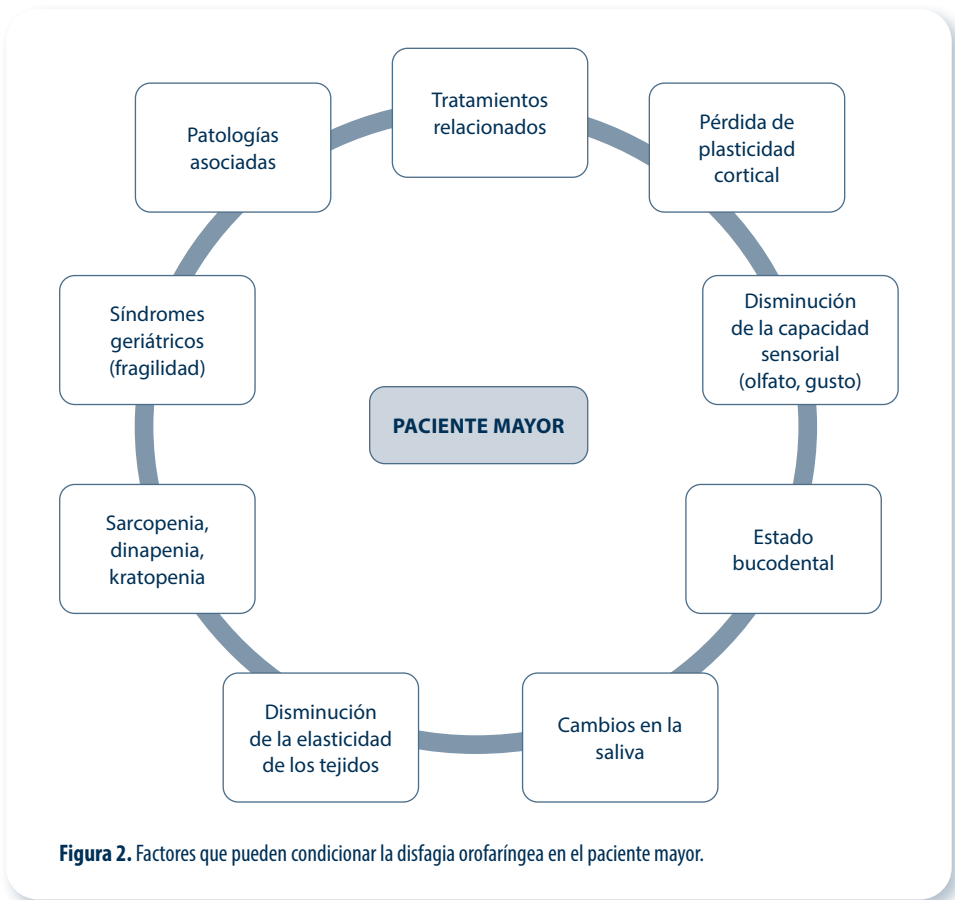 Tratamientos
relacionados
Pérdida de
plasticidad
cortical
Disminución
de la capacidad
sensorial
(olfato, gusto)
Estado
bucodental
Cambios en la
saliva
Disminución
de la elasticidad
de los tejidos
Sarcopenia,
dinapenia,
kratopenia
Síndromes
geriátricos
(fragilidad)
Patologías
asociadas
PACIENTE MAYOR
Figura 2. Factores que pueden condicionar la disfagia orofaríngea en el paciente mayor.